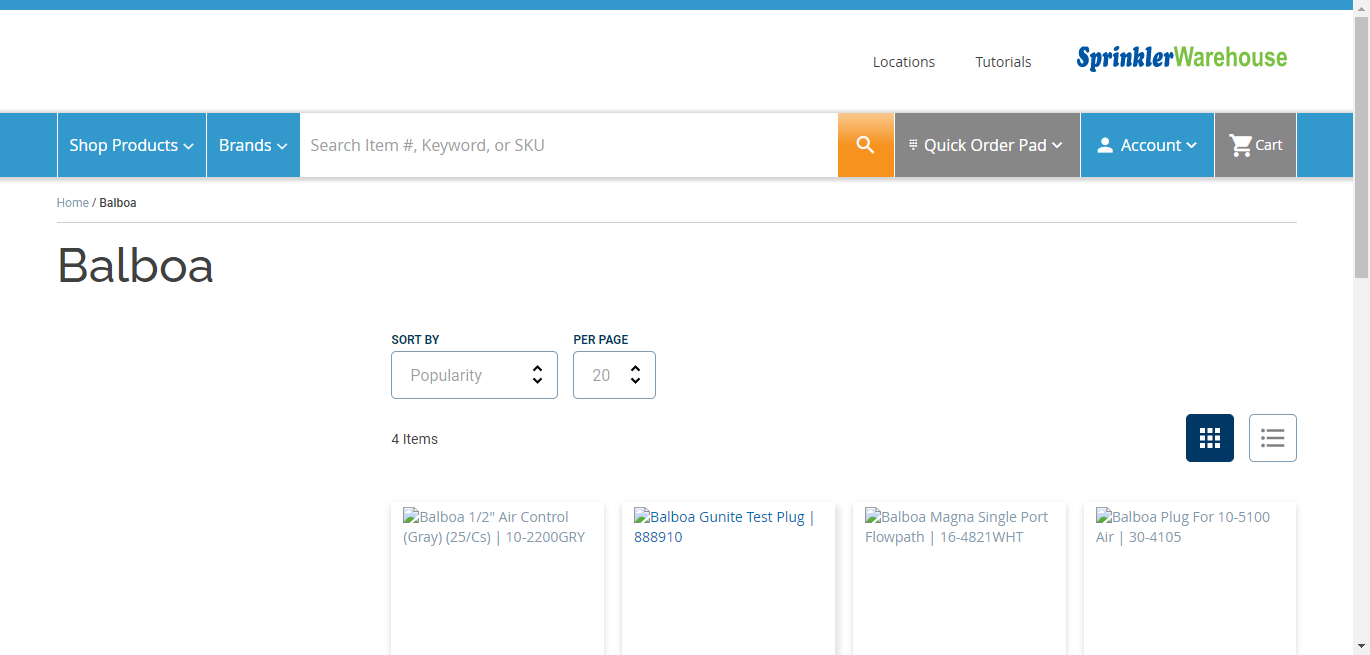 Locations
Tutorials
SprinklerWarehouse
Shop Products
Brands
Search Item #, Keyword, or SKU
Quick Order Pad
Account
Cart
Home / Balboa
Balboa
SORT BY
PER PAGE
Popularity
20
4 Items
Balboa 1/2" Air Control
(Gray) (25/Cs) | 10-2200GRY
Balboa Gunite Test Plug |
888910
Balboa Magna Single Port
Flowpath | 16-4821WHT
Balboa Plug For 10-5100
Air | 30-4105